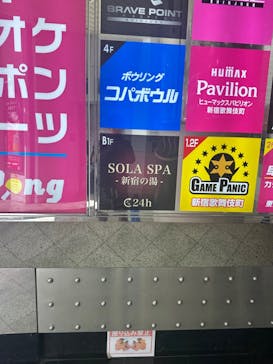 オケ
ポン
ーツ
BRAVE POINT
4F
ボウリング
コパボウル
HUMAX
Pavilion
ヒューマックスパビリオン
新宿歌舞伎町
B1F
SOLA SPA
- 新宿の湯 -
24h
1.2F
GAME PANIC
新宿歌舞伎町